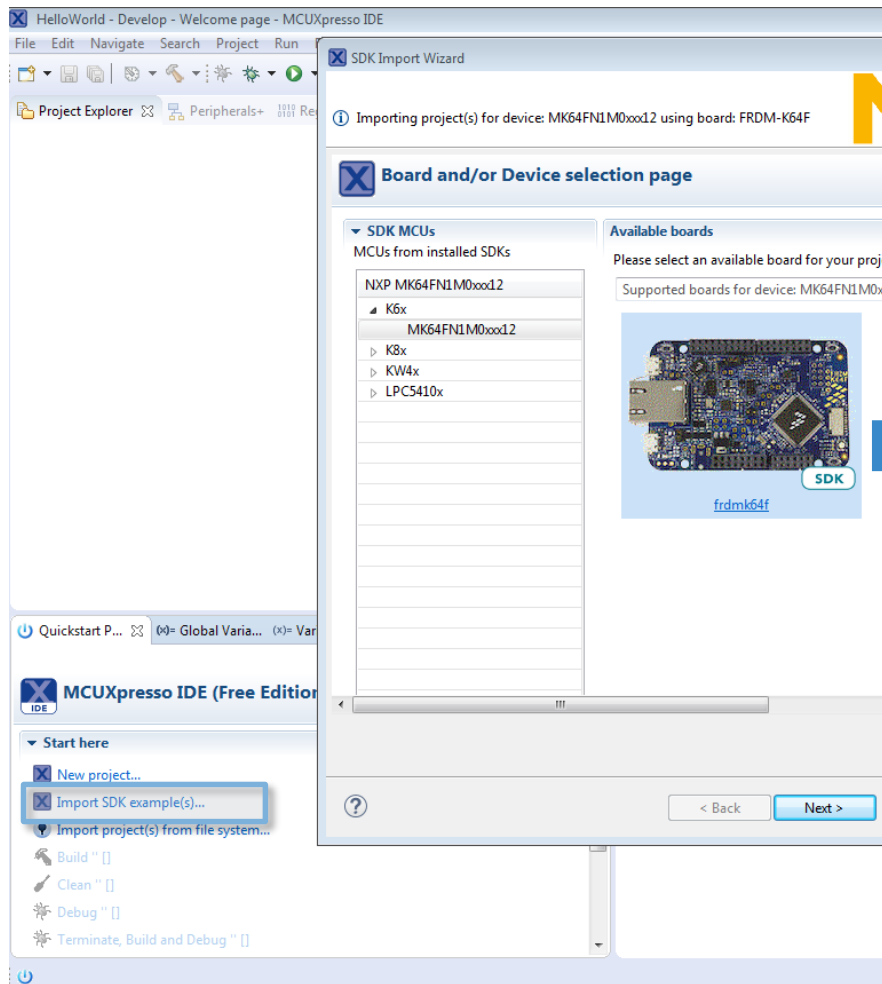 HelloWorld - Develop - Welcome page - MCUXpresso IDE
File Edit Navigate Search Project Run
Project Explorer
Peripherals+
SDK Import Wizard
Importing project(s) for device: MK64FN1M0xxx12 using board: FRDM-K64F
Board and/or Device selection page
SDK MCUs
MCUs from installed SDKs
NXP MK64FN1M0xxx12
K6x
MK64FN1M0xxx12
K8x
KW4x
LPC5410x
Available boards
Please select an available board for your proj
Supported boards for device: MK64FN1M0x
SDK
frdmk64f
Quickstart P...
(x)= Global Varia...
(x)= Var
IDE
MCUXpresso IDE (Free Edition
Start here
New project...
Import SDK example(s)...
Import project(s) from file system...
Build '' []
Clean '' []
Debug '' []
Terminate, Build and Debug '' []
?
< Back
Next >